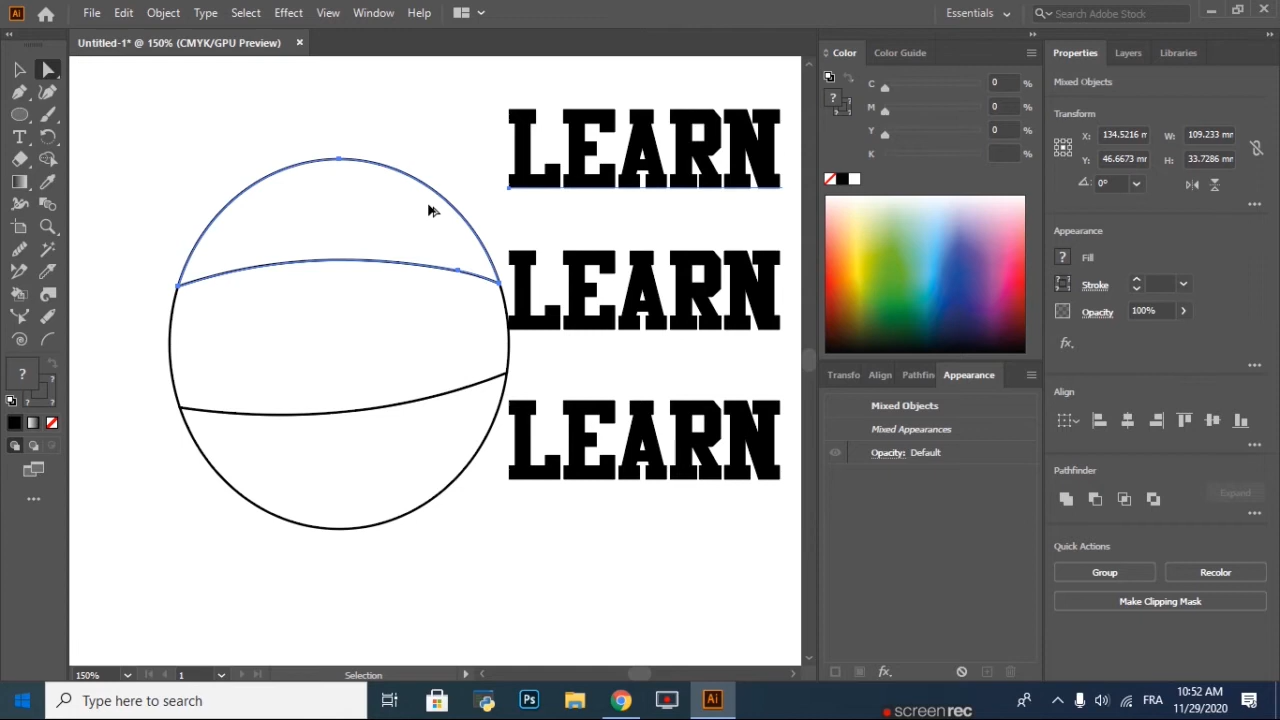 Ai File Edit Object Type Select Effect View Window Help Essentials Search Adobe Stock
Untitled-1* @ 150% (CMYK/GPU Preview) ×
Color Color Guide
Properties Layers Libraries
Mixed Objects
C 0 %
M 0 %
Y 0 %
K %
Transform
X: 134.5216 m W: 109.233 mr
Y: 46.6673 mr H: 33.7286 mr
0°
Appearance
? Fill
Stroke
Opacity 100%
fx.
LEARN
LEARN
LEARN
?
Transfo Align Pathfin Appearance
Mixed Objects
Mixed Appearances
Opacity: Default
fx.
Align
Pathfinder
Expand
Quick Actions
Group Recolor
Make Clipping Mask
150% 1 Selection
Type here to search
Ps Ai
FRA
10:52 AM
11/29/2020
screenrec